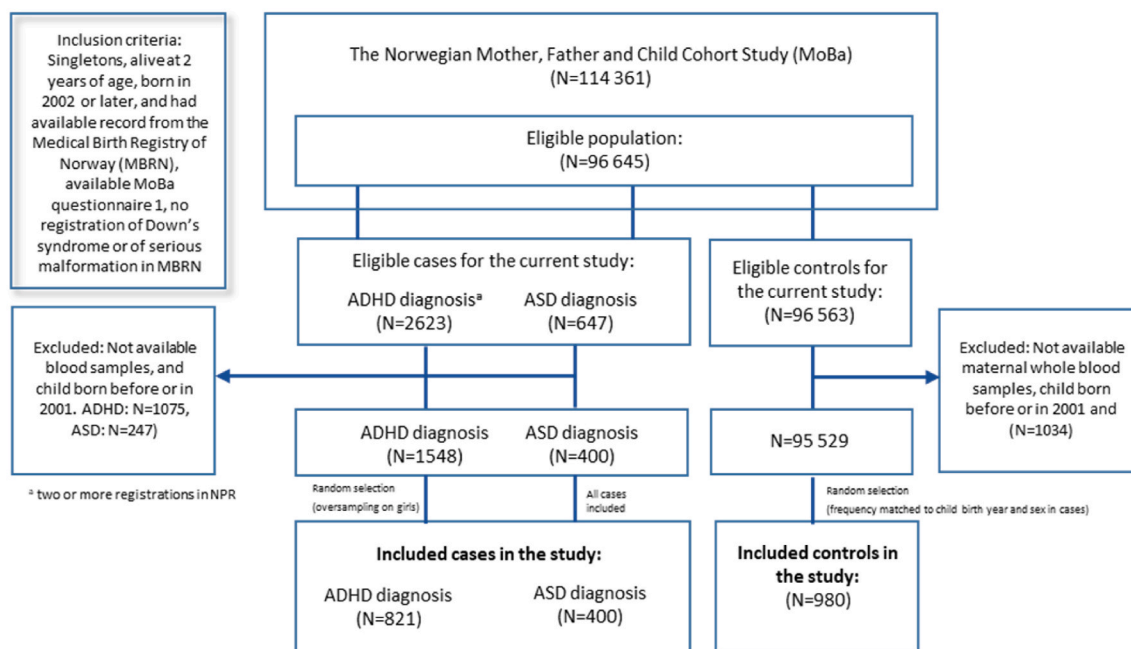 Inclusion criteria:
Singletons, alive at 2
years of age, born in
2002 or later, and had
available record from the
Medical Birth Registry of
Norway (MBRN),
available MoBa
questionnaire 1, no
registration of Down's
syndrome or of serious
malformation in MBRN
The Norwegian Mother, Father and Child Cohort Study (MoBa)
(N=114 361)
Eligible population:
(N=96 645)
Eligible cases for the current study:
ADHD diagnosisᵃ
(N=2623)
ASD diagnosis
(N=647)
Eligible controls for
the current study:
(N=96 563)
Excluded: Not available
blood samples, and
child born before or in
2001. ADHD: N=1075,
ASD: N=247)
Excluded: Not available
maternal whole blood
samples, child born
before or in 2001 and
(N=1034)
ADHD diagnosis
(N=1548)
ASD diagnosis
(N=400)
N=95 529
ᵃ two or more registrations in NPR
Random selection
(oversampling on girls)
All cases
included
Random selection
(frequency matched to child birth year and sex in cases)
Included cases in the study:
ADHD diagnosis
(N=821)
ASD diagnosis
(N=400)
Included controls in
the study:
(N=980)